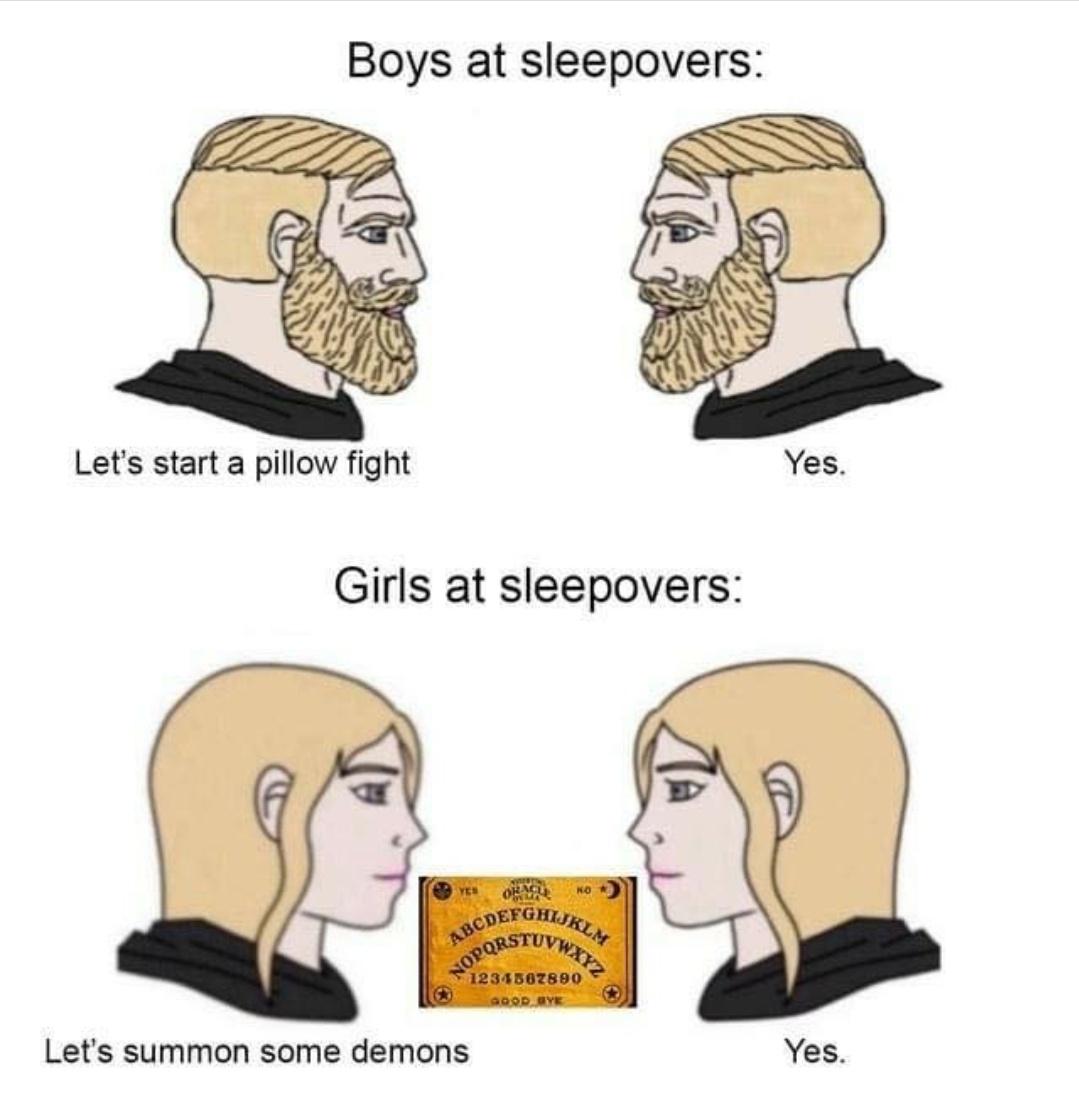 Boys at sleepovers:
Let's start a pillow fight
Yes.
Girls at sleepovers:
YES
ORACLE
NO
ABCDEFGHIJKLM
NOPQRSTUVWXYZ
1234567890
GOOD BYE
Let's summon some demons
Yes.